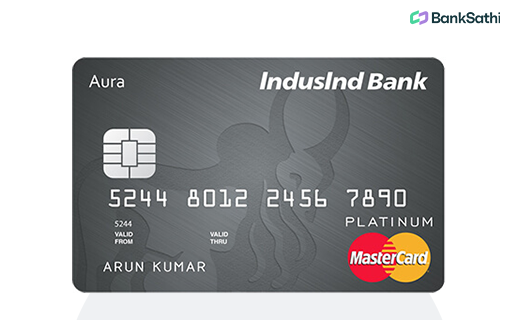 BankSathi
Aura
IndusInd Bank
5244 8012 2456 7890
5244
PLATINUM
VALID FROM
VALID THRU
ARUN KUMAR
MasterCard